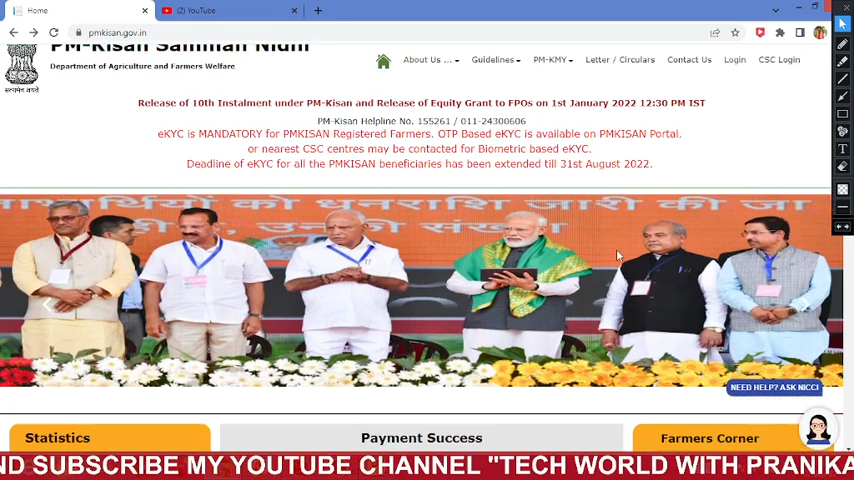 Home
(2) YouTube
pmkisan.gov.in
PM-Kisan Samman Nidhi
Department of Agriculture and Farmers Welfare
सत्यमेव जयते
About Us ...
Guidelines
PM-KMY
Letter / Circulars
Contact Us
Login
CSC Login
Release of 10th Instalment under PM-Kisan and Release of Equity Grant to FPOs on 1st January 2022 12:30 PM IST
PM-Kisan Helpline No. 155261 / 011-24300606
eKYC is MANDATORY for PMKISAN Registered Farmers. OTP Based eKYC is available on PMKISAN Portal.
or nearest CSC centres may be contacted for Biometric based eKYC.
Deadline of eKYC for all the PMKISAN beneficiaries has been extended till 31st August 2022.
को धनराशि जारी की जा
NEED HELP? ASK NICCI
Statistics
Payment Success
Farmers Corner
ND SUBSCRIBE MY YOUTUBE CHANNEL "TECH WORLD WITH PRANIKA